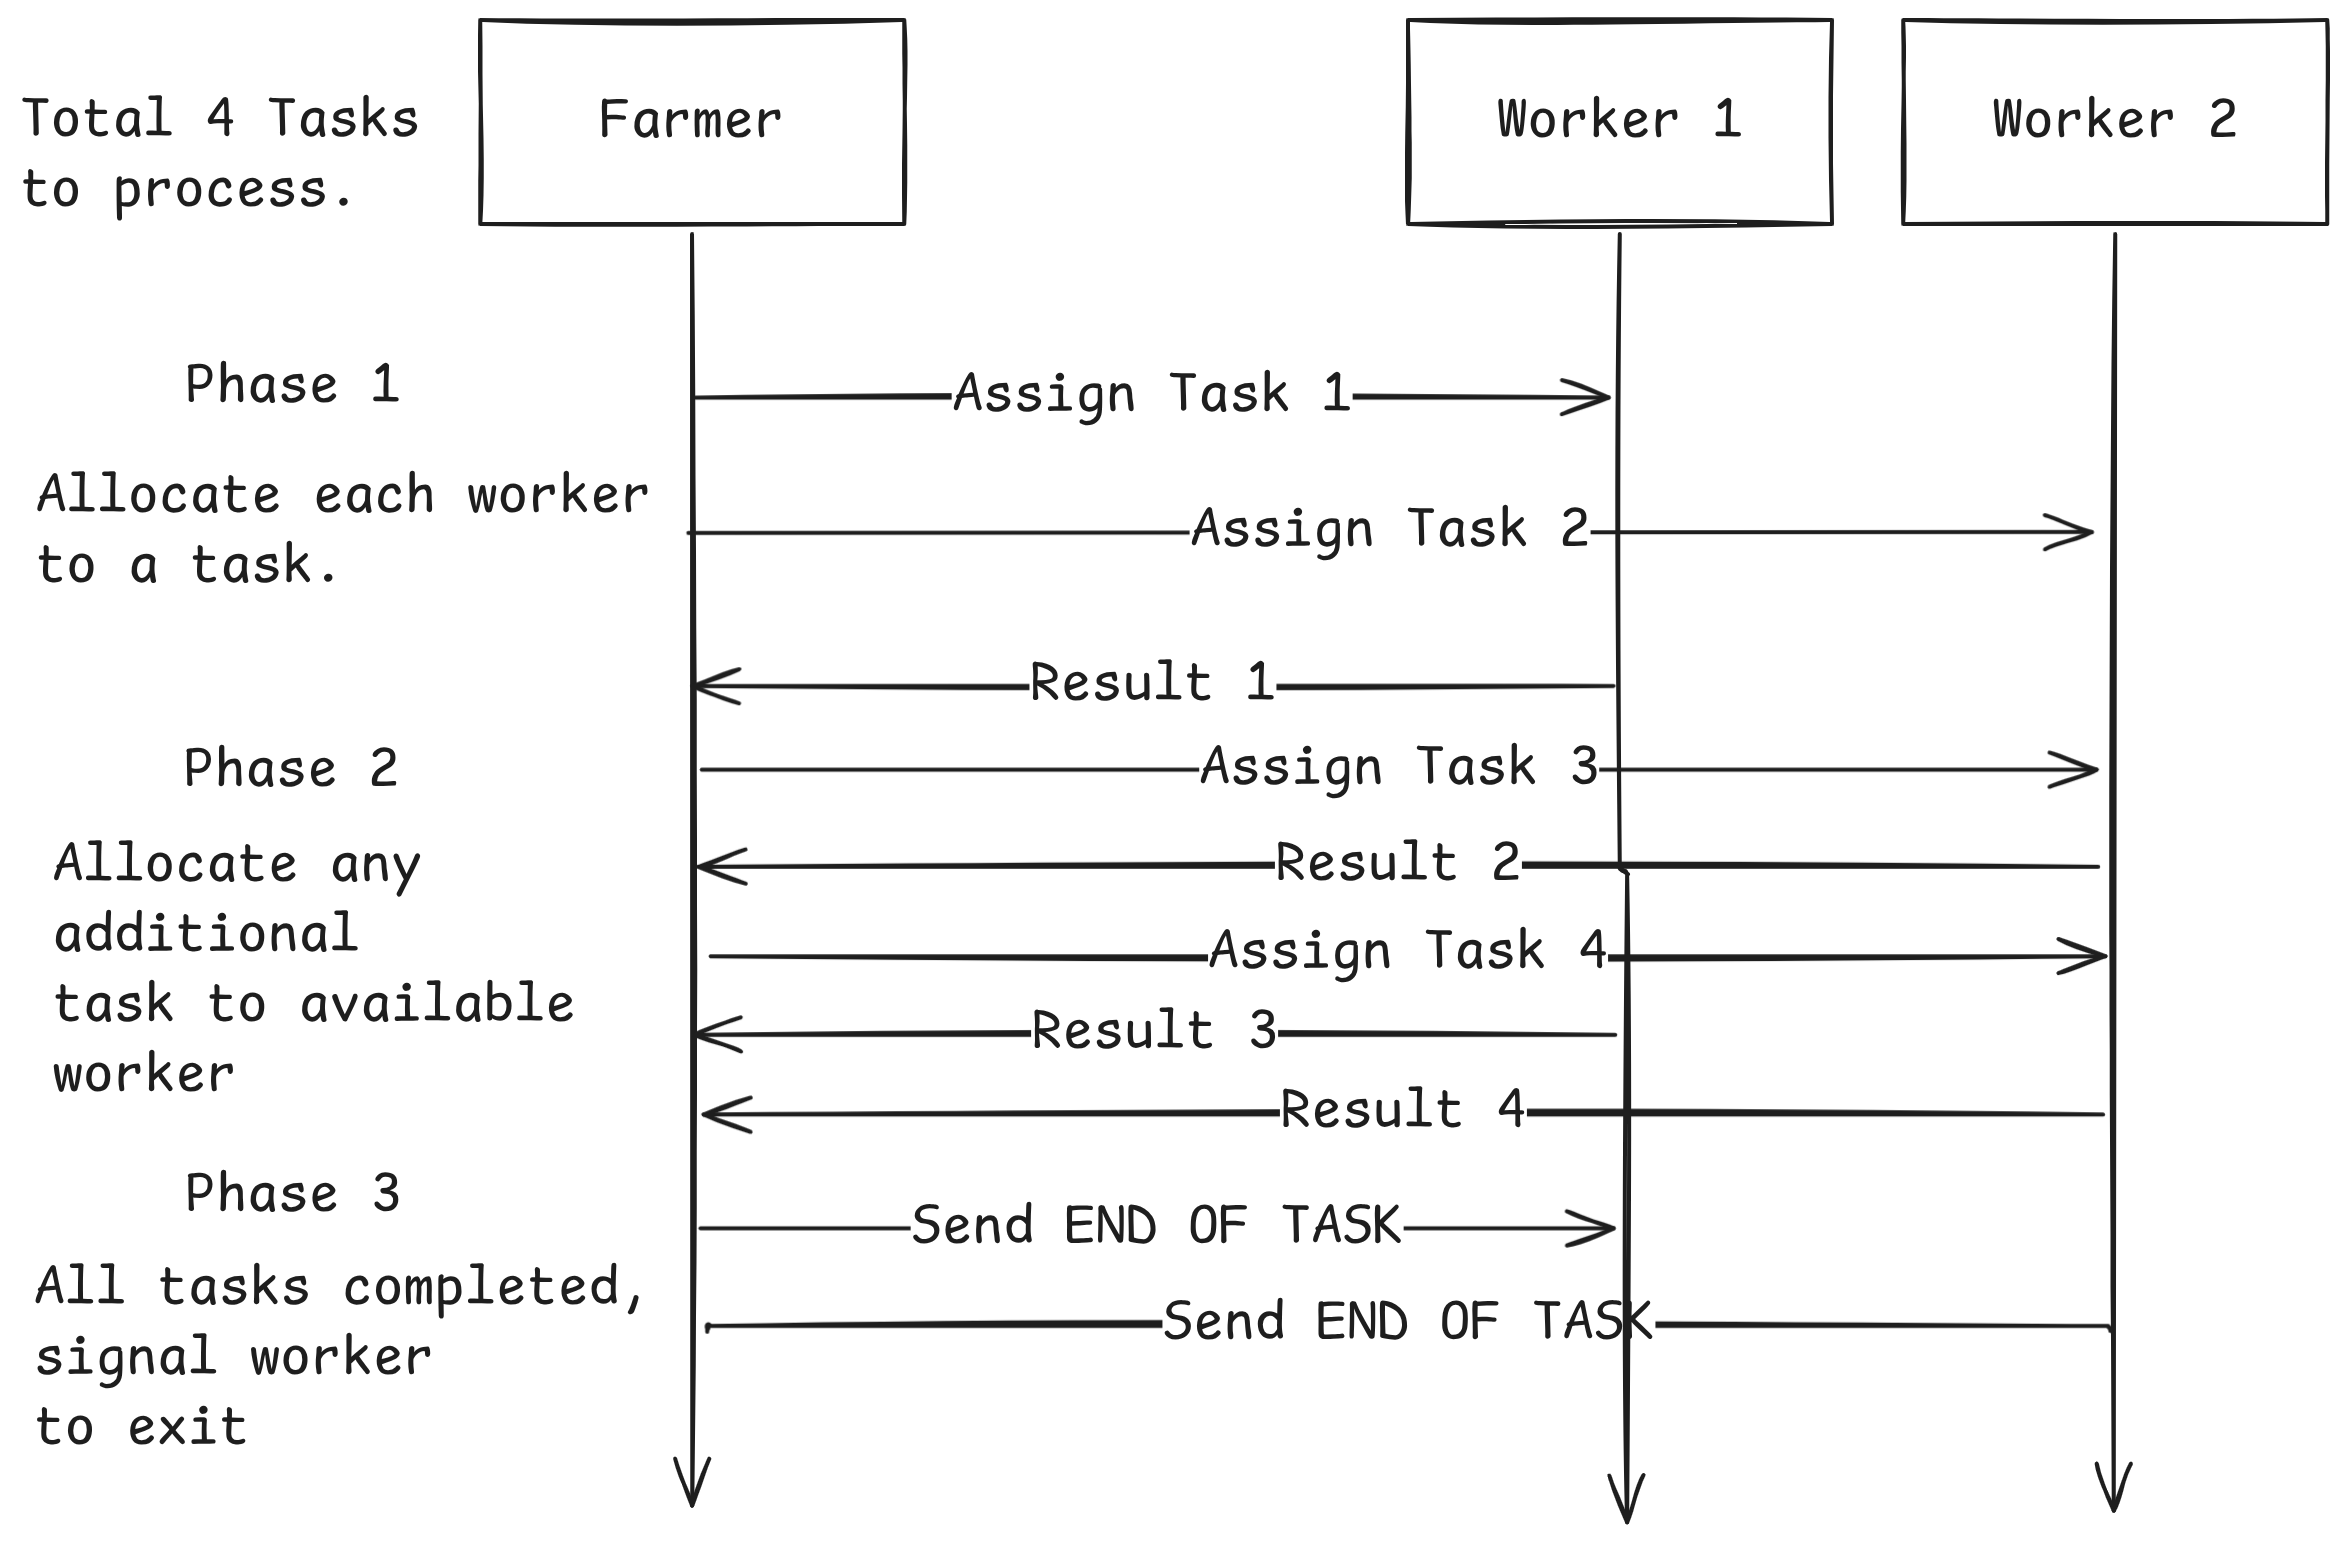 Total 4 Tasks
to process.
Farmer
Worker 1
Worker 2
Phase 1
Allocate each worker
to a task.
Assign Task 1
Assign Task 2
Result 1
Phase 2
Assign Task 3
Allocate any
additional
task to available
worker
Result 2
Assign Task 4
Result 3
Result 4
Phase 3
All tasks completed,
signal worker
to exit
Send END OF TASK
Send END OF TASK